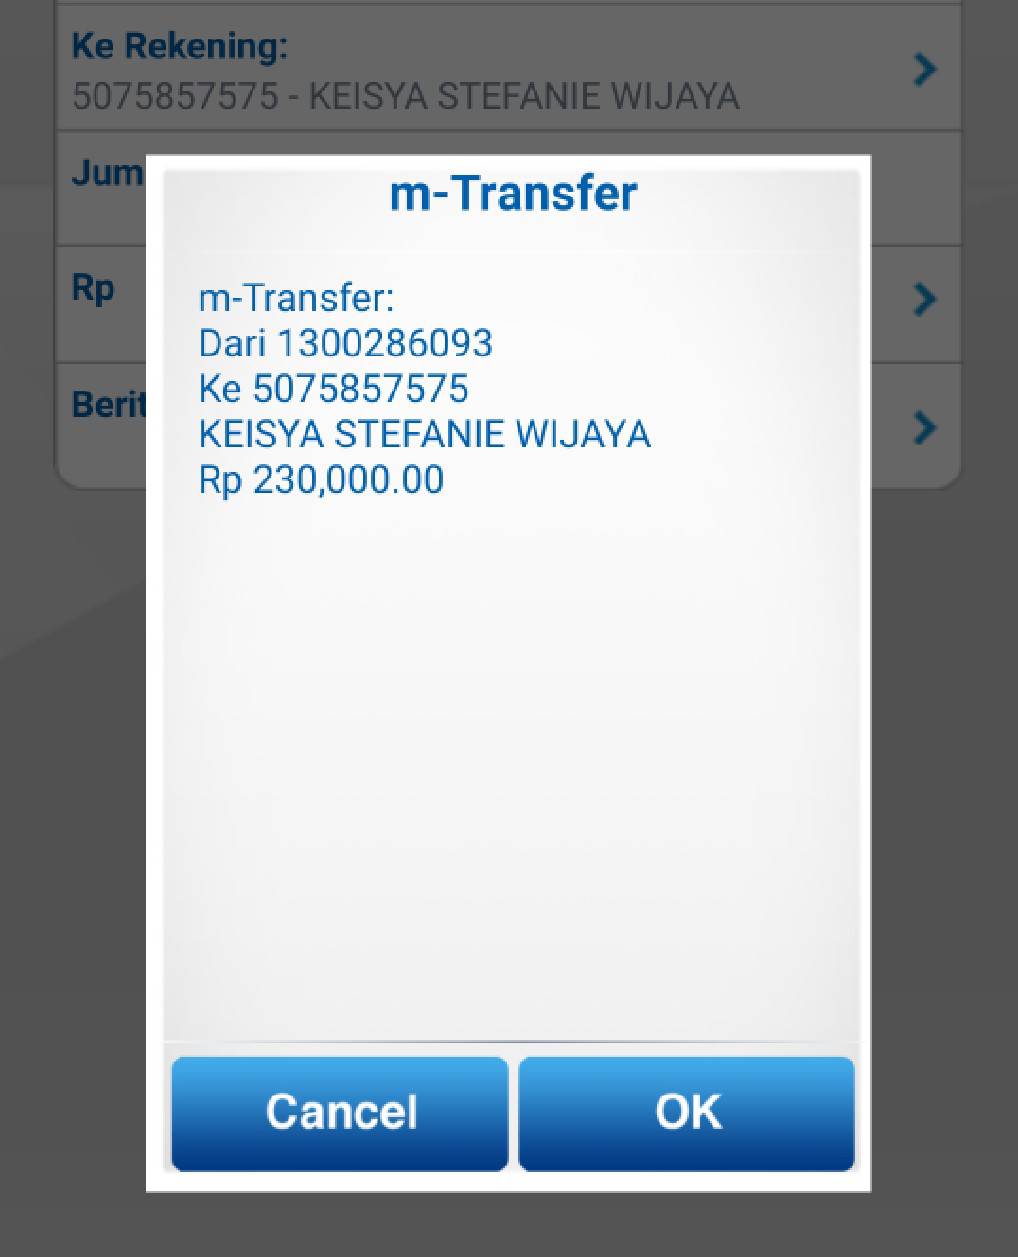 Ke Rekening:
5075857575 - KEISYA STEFANIE WIJAYA
Jum
m-Transfer
Rp
m-Transfer:
Dari 1300286093
Ke 5075857575
Berit
KEISYA STEFANIE WIJAYA
Rp 230,000.00
Cancel
OK